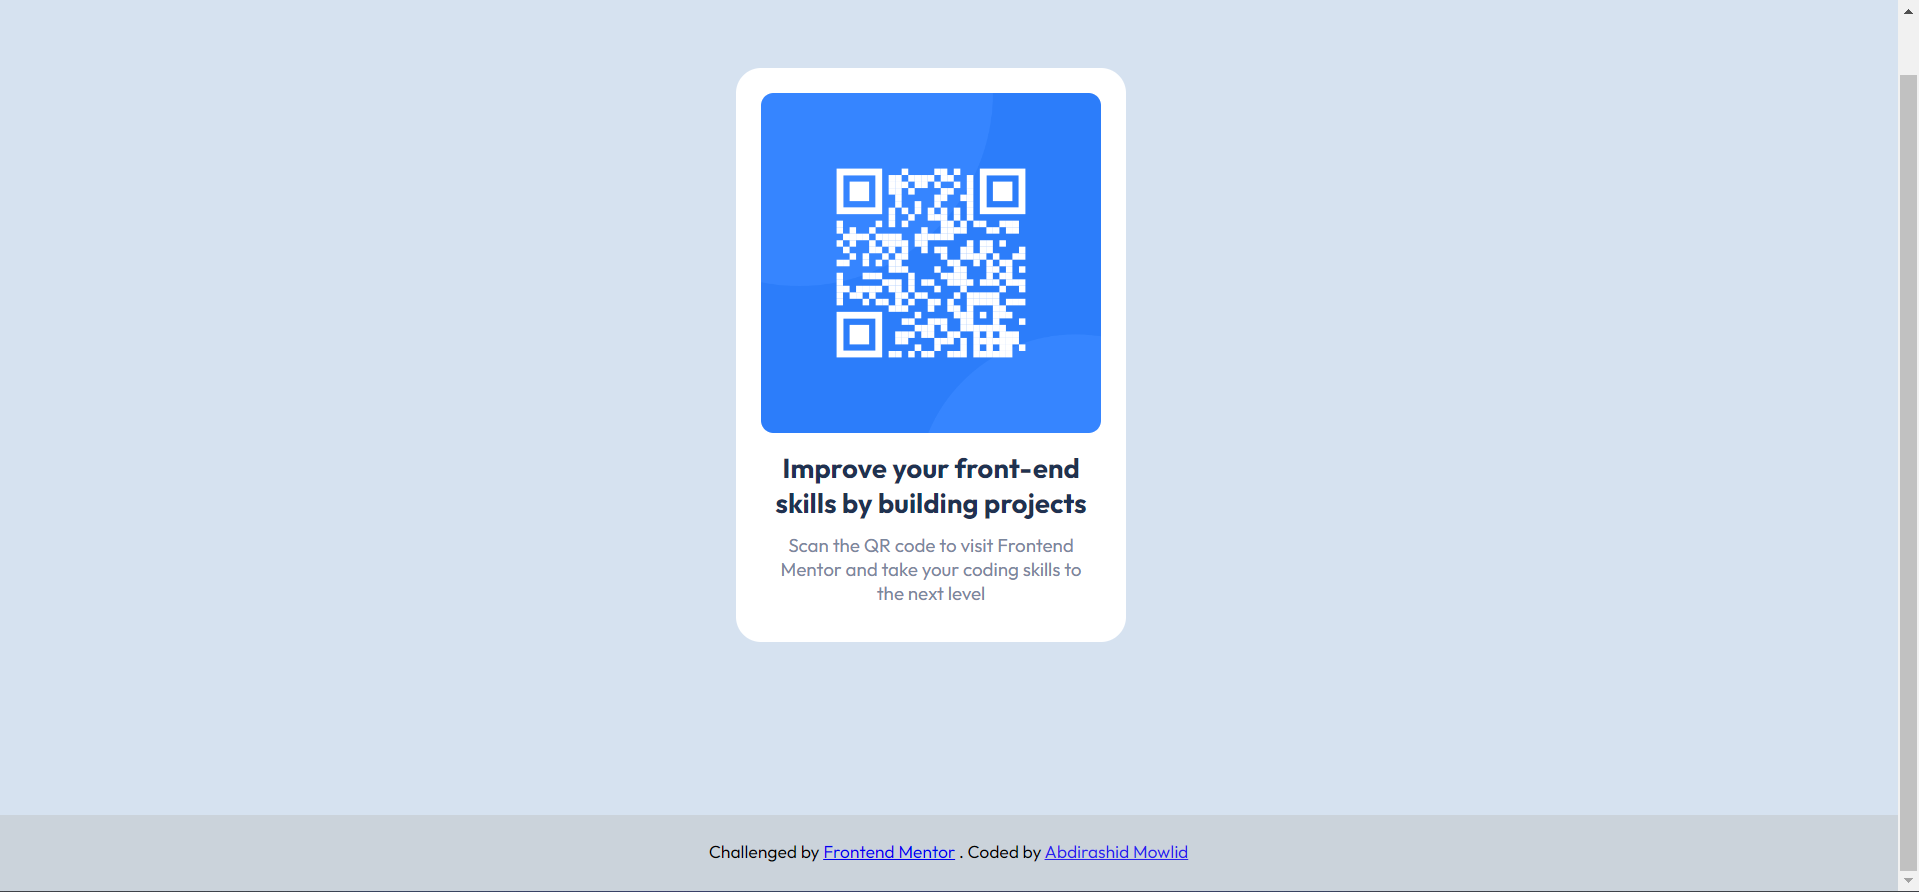 Improve your front-end
skills by building projects
Scan the QR code to visit Frontend
Mentor and take your coding skills to
the next level
Challenged by Frontend Mentor . Coded by Abdirashid Mowlid